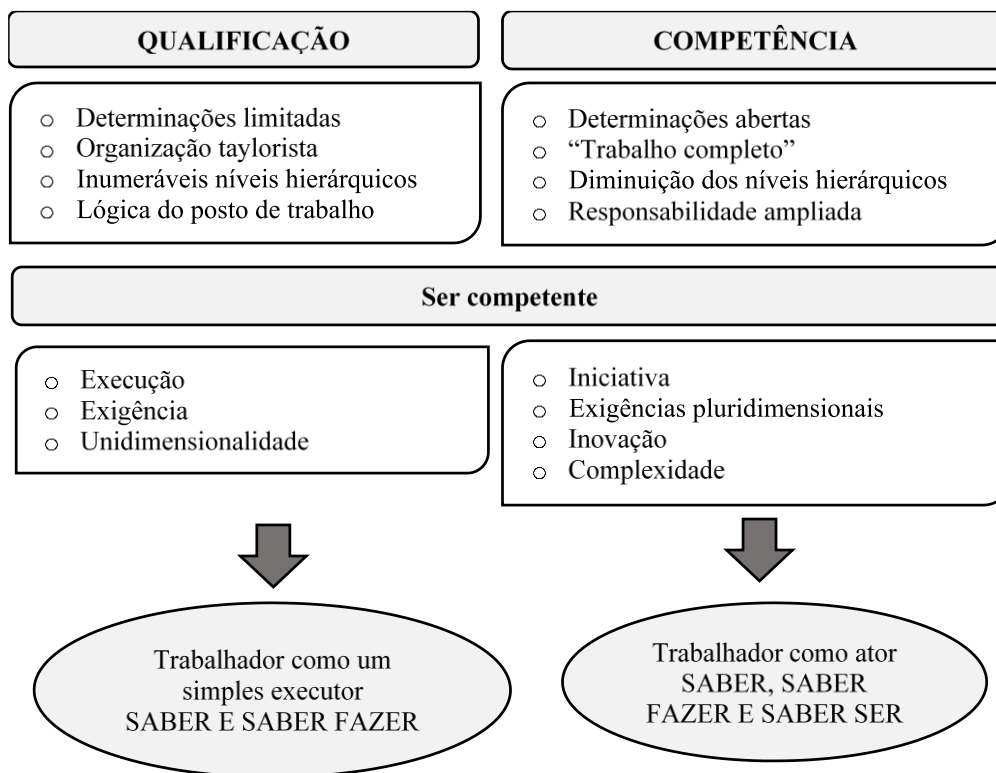 QUALIFICAÇÃO
○ Determinações limitadas
○ Organização taylorista
○ Inumeráveis níveis hierárquicos
○ Lógica do posto de trabalho
COMPETÊNCIA
○ Determinações abertas
○ “Trabalho completo”
○ Diminuição dos níveis hierárquicos
○ Responsabilidade ampliada
Ser competente
○ Execução
○ Exigência
○ Unidimensionalidade
○ Iniciativa
○ Exigências pluridimensionais
○ Inovação
○ Complexidade
Trabalhador como um
simples executor
SABER E SABER FAZER
Trabalhador como ator
SABER, SABER
FAZER E SABER SER